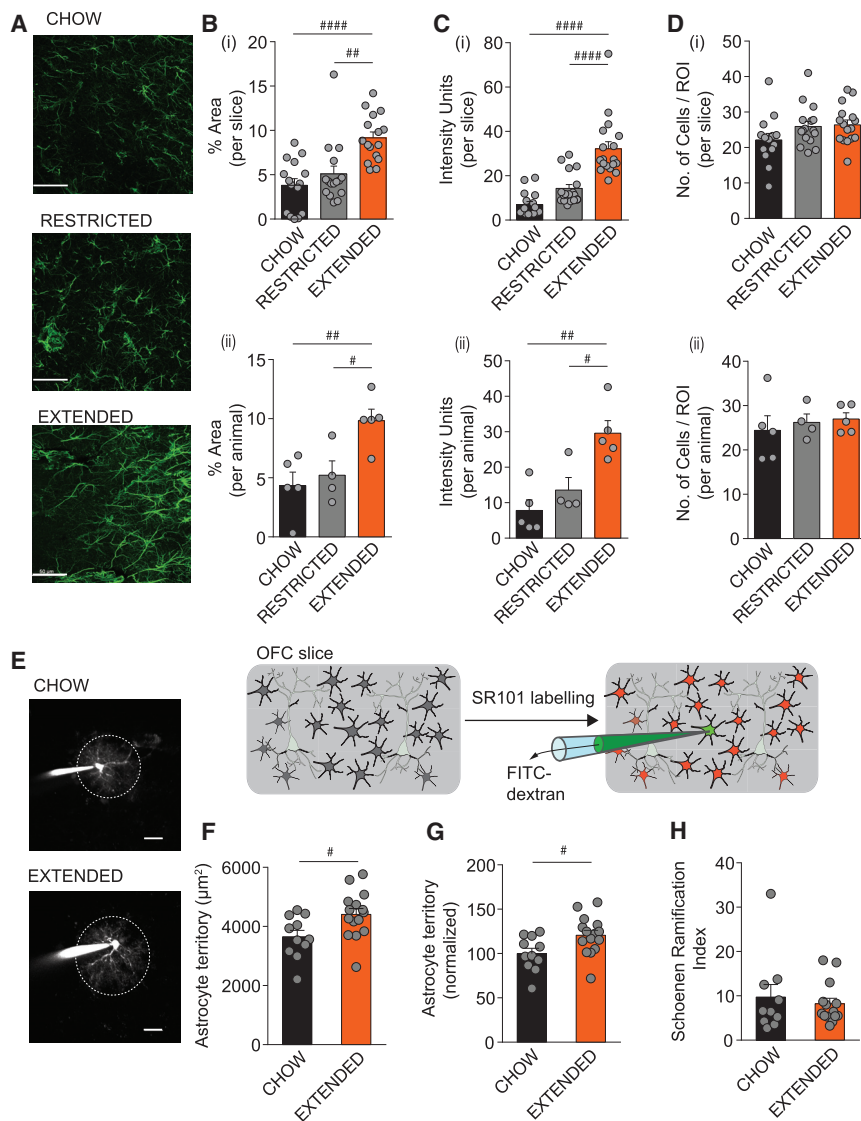 A
CHOW
RESTRICTED
EXTENDED
50 µm
B
(i)
####
##
% Area
(per slice)
20
15
10
5
0
CHOW
RESTRICTED
EXTENDED
(ii)
##
#
% Area
(per animal)
15
10
5
0
CHOW
RESTRICTED
EXTENDED
C
(i)
####
####
Intensity Units
(per slice)
80
60
40
20
0
CHOW
RESTRICTED
EXTENDED
(ii)
##
#
Intensity Units
(per animal)
50
40
30
20
10
0
CHOW
RESTRICTED
EXTENDED
D
(i)
No. of Cells / ROI
(per slice)
50
40
30
20
10
0
CHOW
RESTRICTED
EXTENDED
(ii)
No. of Cells / ROI
(per animal)
40
30
20
10
0
CHOW
RESTRICTED
EXTENDED
E
CHOW
EXTENDED
OFC slice
SR101 labelling
FITC-
dextran
F
#
Astrocyte territory (µm²)
6000
4000
2000
0
CHOW
EXTENDED
G
#
Astrocyte territory
(normalized)
200
150
100
50
0
CHOW
EXTENDED
H
Schoenen Ramification
Index
40
30
20
10
0
CHOW
EXTENDED